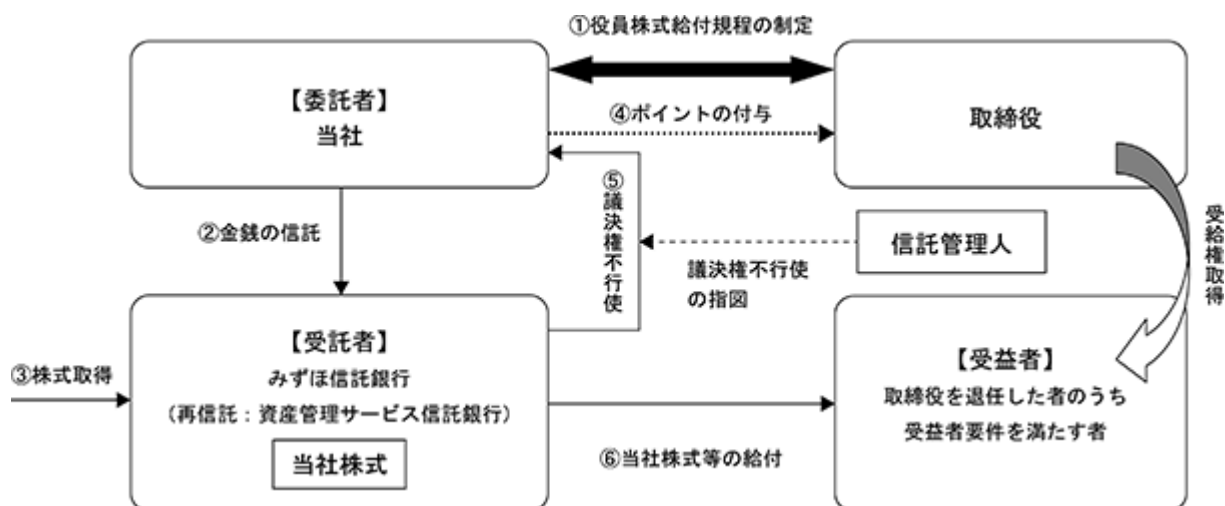 ①役員株式給付規程の制定
【委託者】
当社
④ポイントの付与
取締役
②金銭の信託
⑤議決権不行使
信託管理人
議決権不行使
の指図
受給権取得
③株式取得
【受託者】
みずほ信託銀行
（再信託：資産管理サービス信託銀行）
当社株式
⑥当社株式等の給付
【受益者】
取締役を退任した者のうち
受益者要件を満たす者